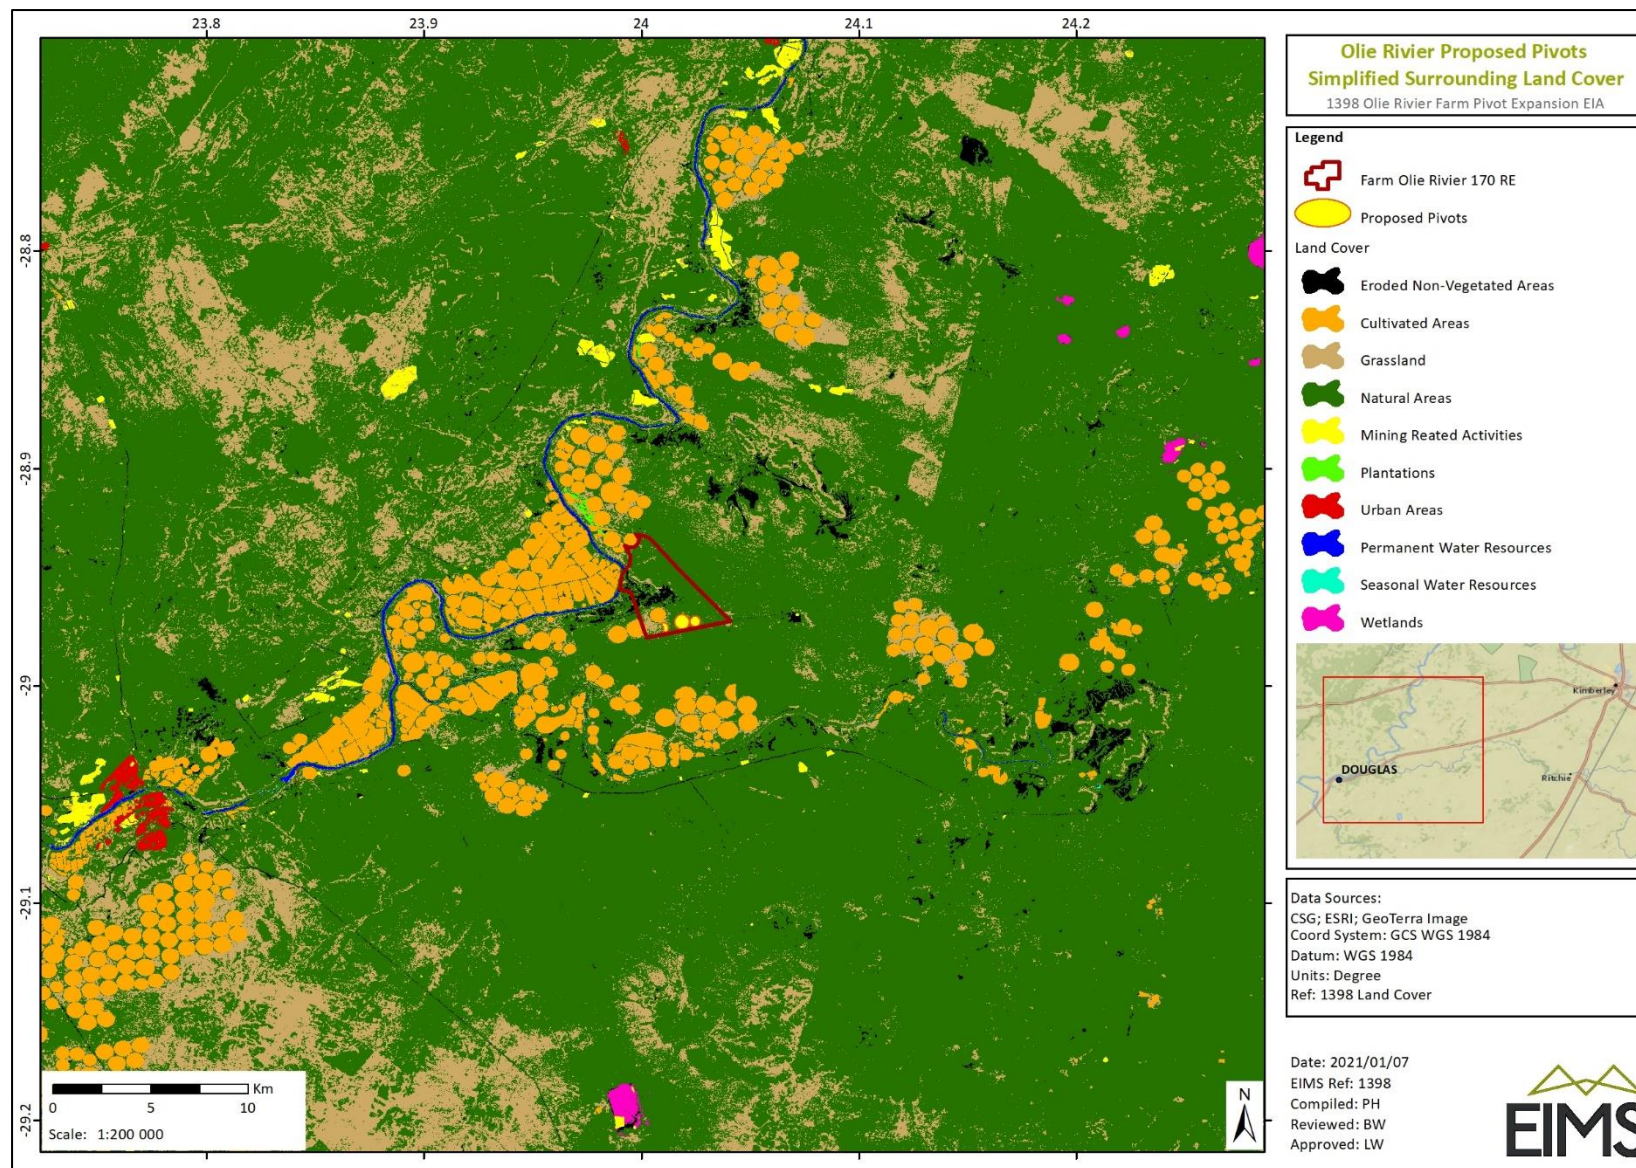 23.8
23.9
24
24.1
24.2
-28.8
-28.9
-29
-29.1
-29.2
Km
0 5 10
Scale: 1:200 000
N
Olie Rivier Proposed Pivots
Simplified Surrounding Land Cover
1398 Olie Rivier Farm Pivot Expansion EIA
Legend
Farm Olie Rivier 170 RE
Proposed Pivots
Land Cover
Eroded Non-Vegetated Areas
Cultivated Areas
Grassland
Natural Areas
Mining Reated Activities
Plantations
Urban Areas
Permanent Water Resources
Seasonal Water Resources
Wetlands
Kimberley
DOUGLAS
Ritchie
Data Sources:
CSG; ESRI; GeoTerra Image
Coord System: GCS WGS 1984
Datum: WGS 1984
Units: Degree
Ref: 1398 Land Cover
Date: 2021/01/07
EIMS Ref: 1398
Compiled: PH
Reviewed: BW
Approved: LW
EIMS